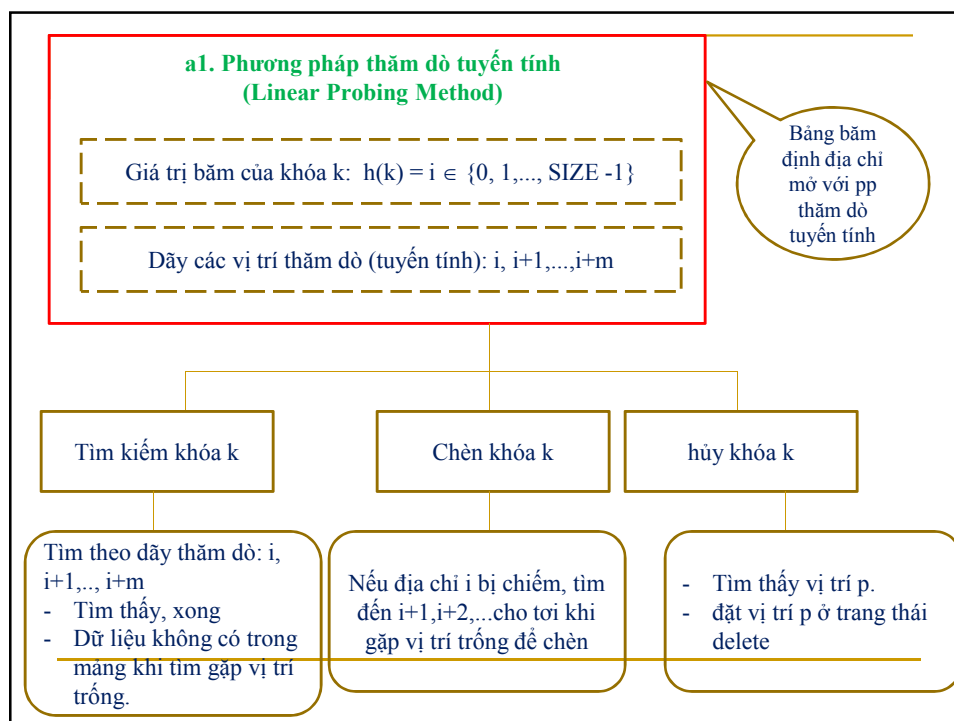 a1. Phương pháp thăm dò tuyến tính
(Linear Probing Method)
Giá trị băm của khóa k: h(k) = i ∈ {0, 1,..., SIZE -1}
Dãy các vị trí thăm dò (tuyến tính): i, i+1,...,i+m
Bảng băm
định địa chỉ
mở với pp
thăm dò
tuyến tính
Tìm kiếm khóa k
Chèn khóa k
hủy khóa k
Tìm theo dãy thăm dò: i,
i+1,.., i+m
- Tìm thấy, xong
- Dữ liệu không có trong
mảng khi tìm gặp vị trí
trống.
Nếu địa chỉ i bị chiếm, tìm
đến i+1,i+2,...cho tới khi
gặp vị trí trống để chèn
- Tìm thấy vị trí p.
- đặt vị trí p ở trang thái
delete